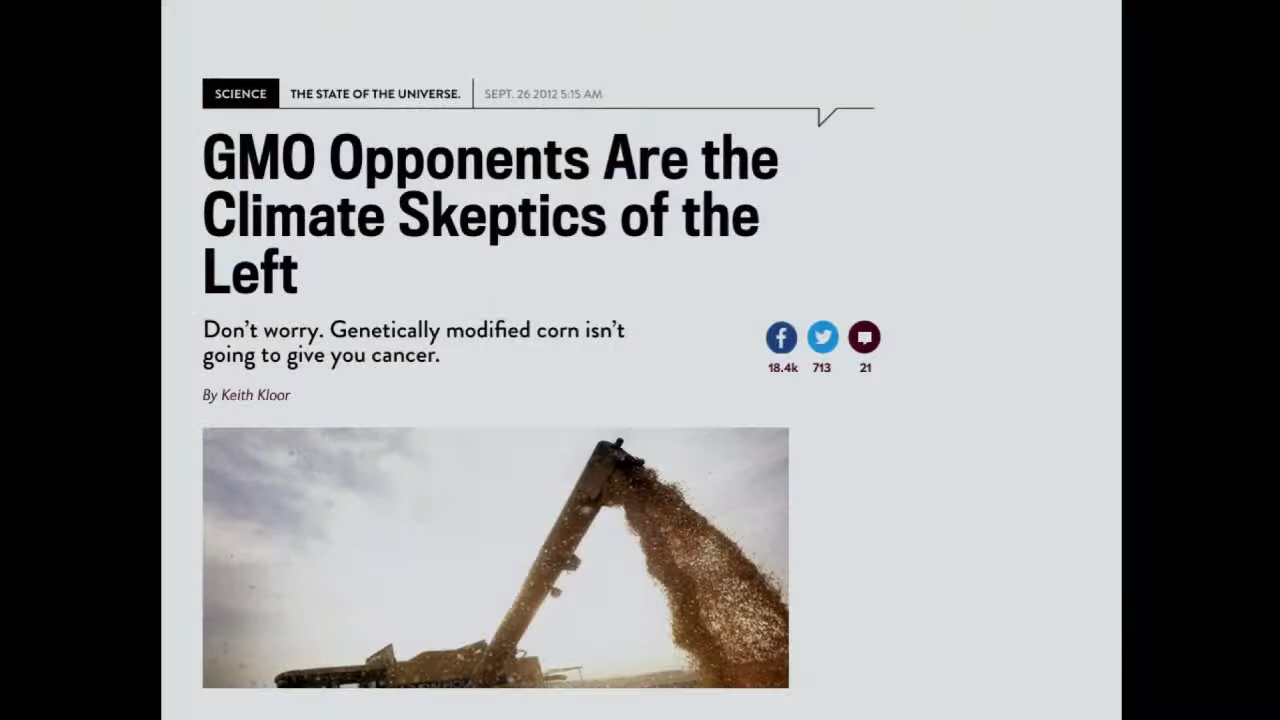 SCIENCE THE STATE OF THE UNIVERSE. SEPT. 26 2012 5:15 AM
GMO Opponents Are the
Climate Skeptics of the
Left
Don't worry. Genetically modified corn isn't
going to give you cancer.
18.4k 713 21
By Keith Kloor